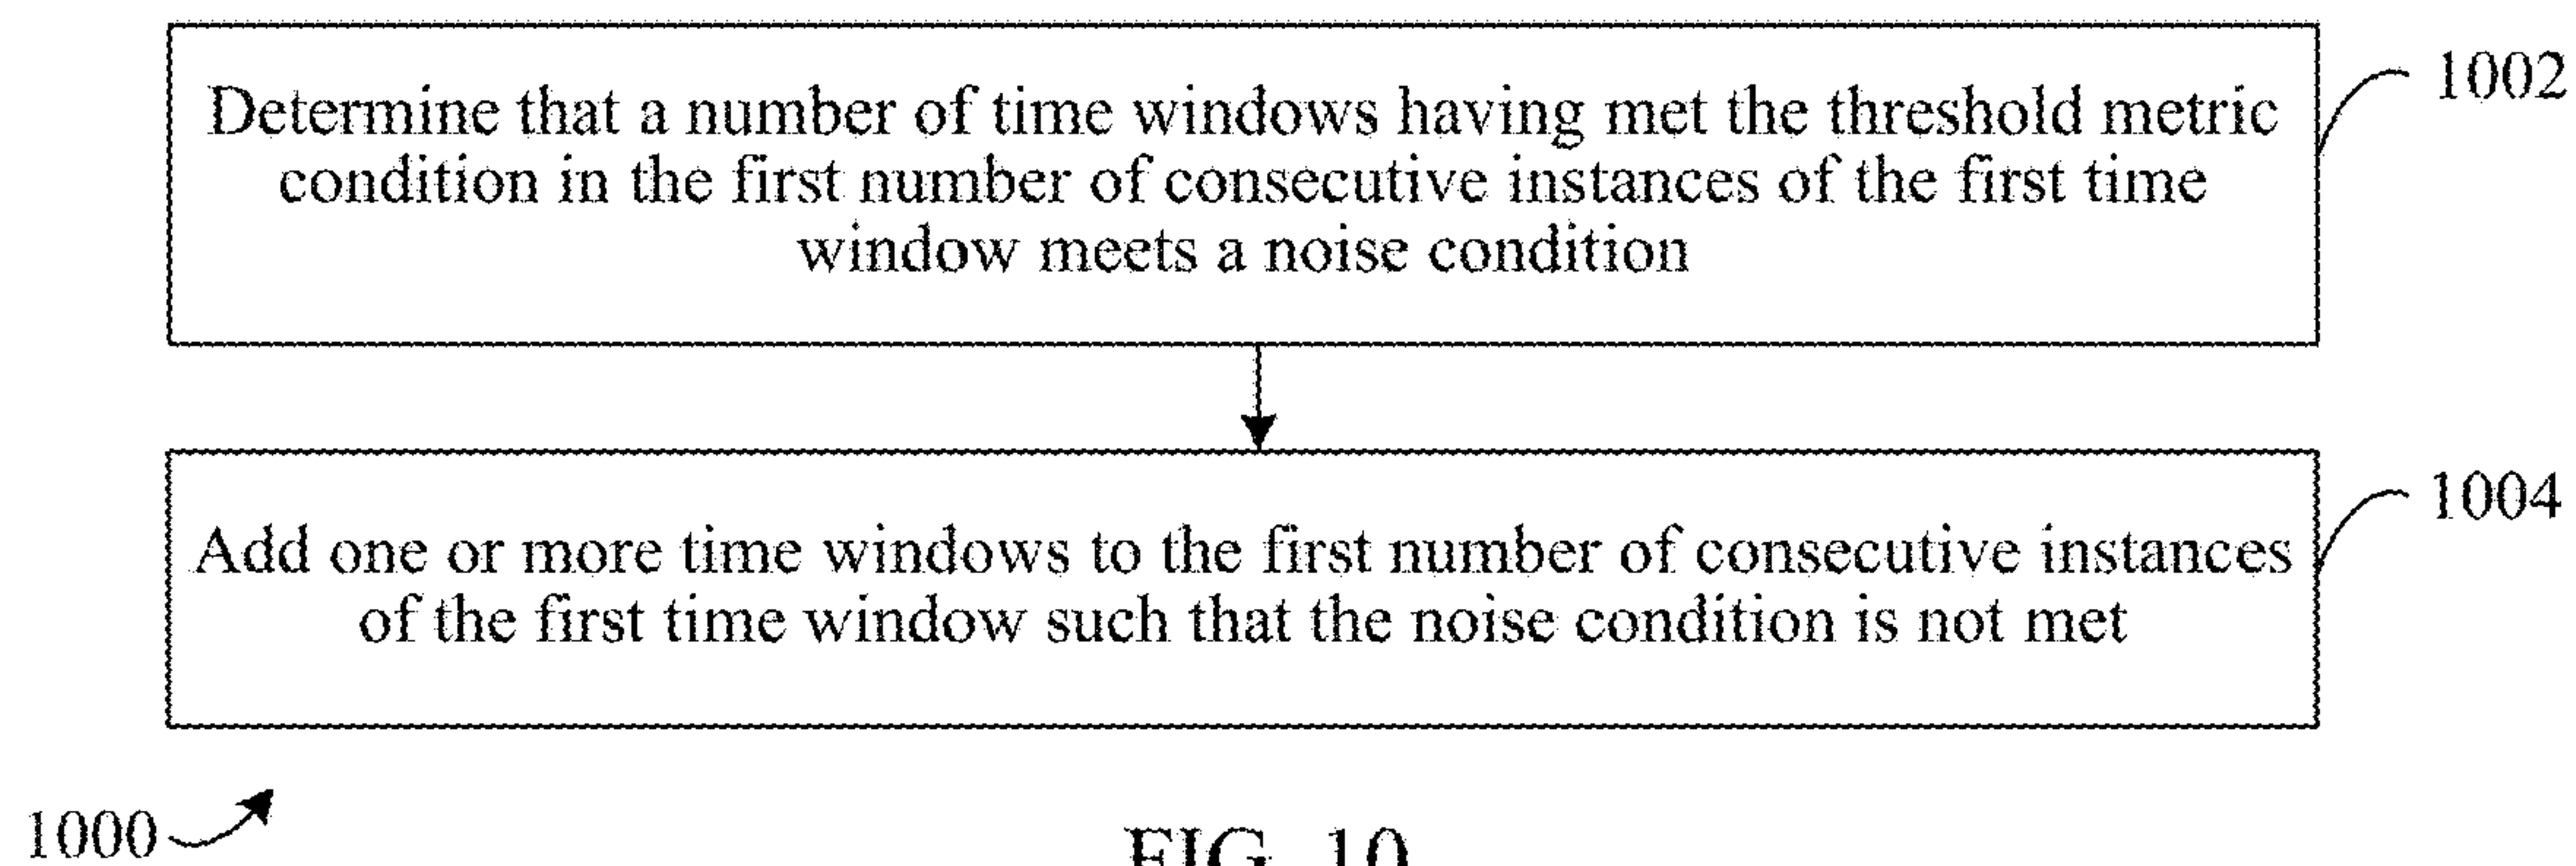 Determine that a number of time windows having met the threshold metric
condition in the first number of consecutive instances of the first time
window meets a noise condition
1002
Add one or more time windows to the first number of consecutive instances
of the first time window such that the noise condition is not met
1004
1000
FIG. 10